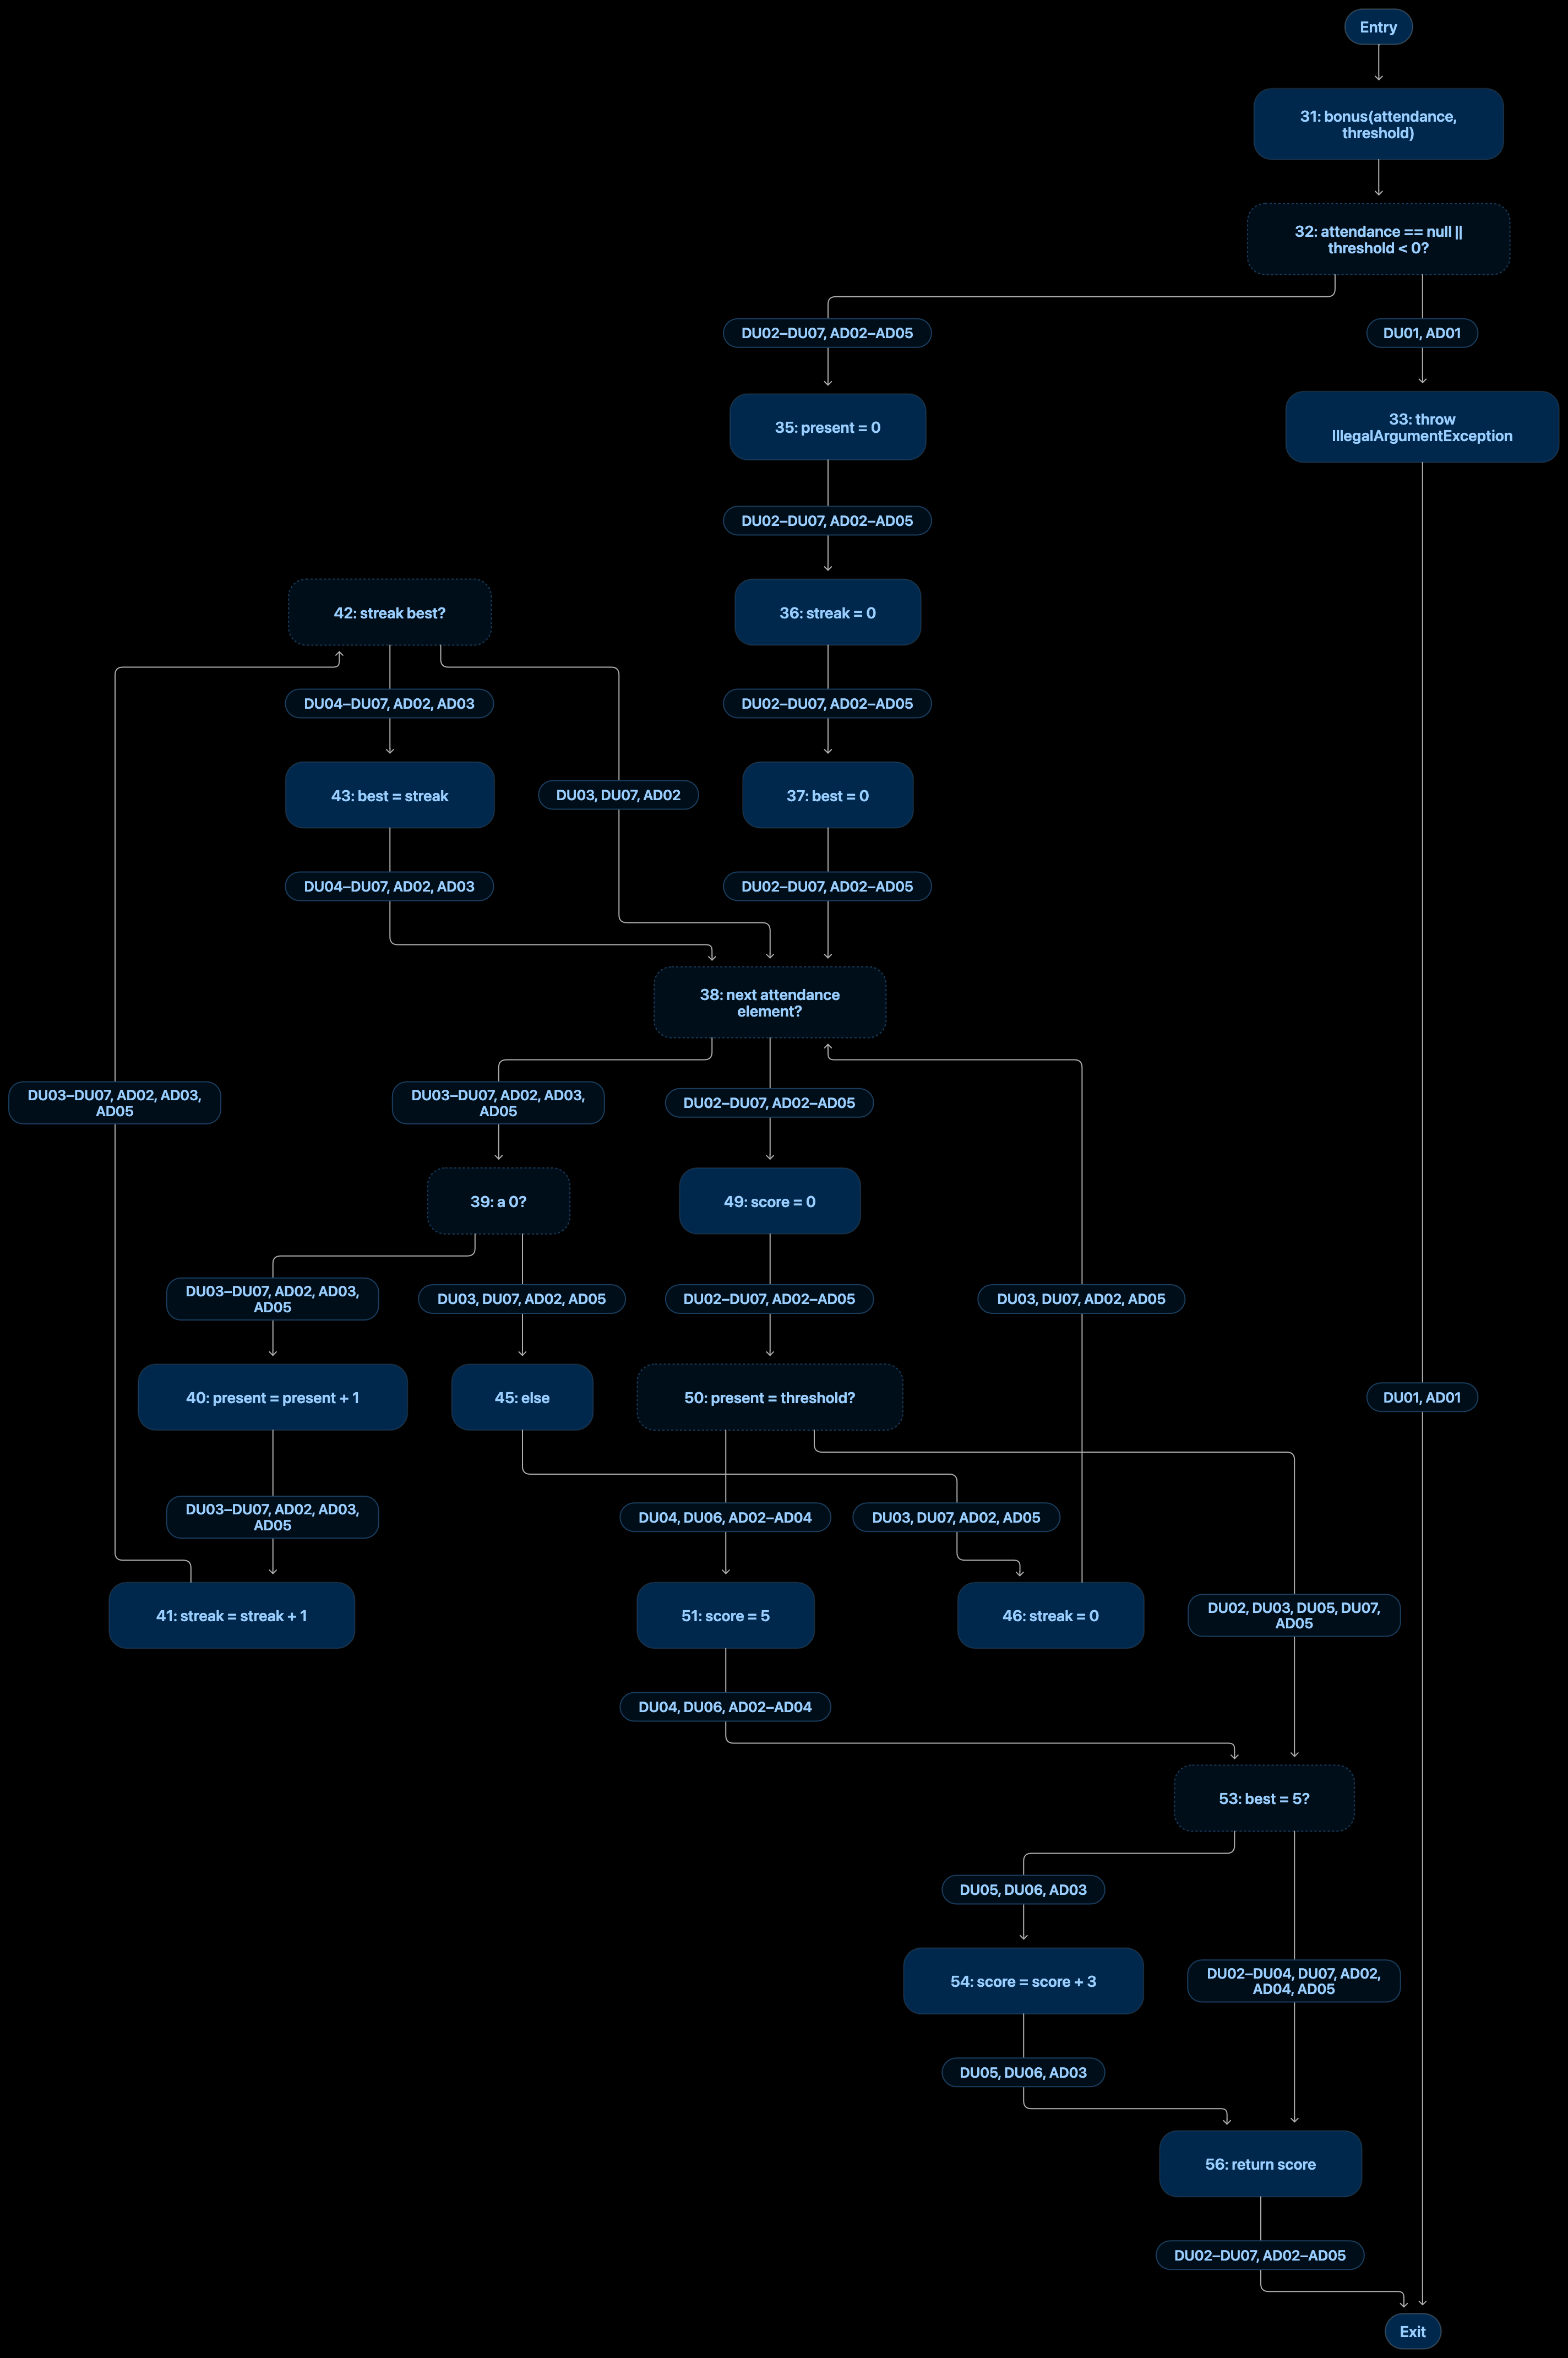 Entry
31: bonus(attendance,
threshold)
32: attendance == null ||
threshold < 0?
DU02–DU07, AD02–AD05
DU01, AD01
35: present = 0
33: throw
IllegalArgumentException
DU02–DU07, AD02–AD05
42: streak best?
36: streak = 0
DU04–DU07, AD02, AD03
DU02–DU07, AD02–AD05
43: best = streak
DU03, DU07, AD02
37: best = 0
DU04–DU07, AD02, AD03
DU02–DU07, AD02–AD05
38: next attendance
element?
DU03–DU07, AD02, AD03,
AD05
DU03–DU07, AD02, AD03,
AD05
DU02–DU07, AD02–AD05
39: a 0?
49: score = 0
DU03–DU07, AD02, AD03,
AD05
DU03, DU07, AD02, AD05
DU02–DU07, AD02–AD05
DU03, DU07, AD02, AD05
40: present = present + 1
45: else
50: present = threshold?
DU01, AD01
DU03–DU07, AD02, AD03,
AD05
DU04, DU06, AD02–AD04
DU03, DU07, AD02, AD05
41: streak = streak + 1
51: score = 5
46: streak = 0
DU02, DU03, DU05, DU07,
AD05
DU04, DU06, AD02–AD04
53: best = 5?
DU05, DU06, AD03
54: score = score + 3
DU02–DU04, DU07, AD02,
AD04, AD05
DU05, DU06, AD03
56: return score
DU02–DU07, AD02–AD05
Exit